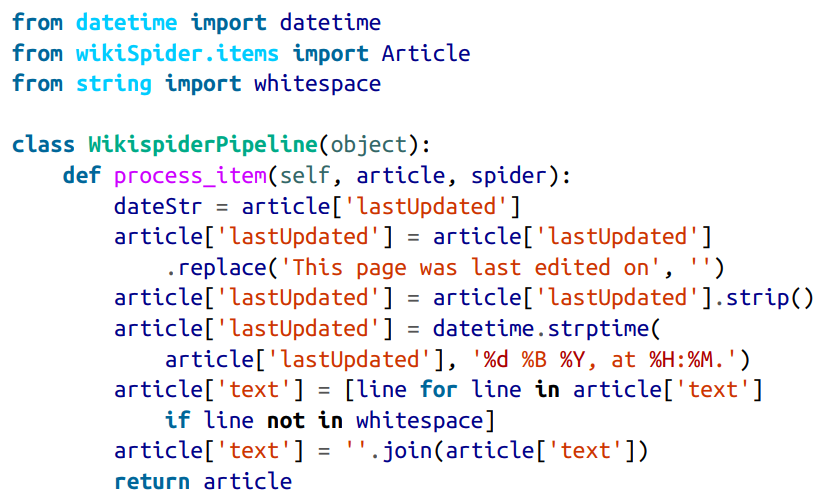 from datetime import datetime
from wikiSpider.items import Article
from string import whitespace

class WikispiderPipeline(object):
    def process_item(self, article, spider):
        dateStr = article['lastUpdated']
        article['lastUpdated'] = article['lastUpdated']
            .replace('This page was last edited on', '')
        article['lastUpdated'] = article['lastUpdated'].strip()
        article['lastUpdated'] = datetime.strptime(
            article['lastUpdated'], '%d %B %Y, at %H:%M.')
        article['text'] = [line for line in article['text']
            if line not in whitespace]
        article['text'] = ''.join(article['text'])
        return article